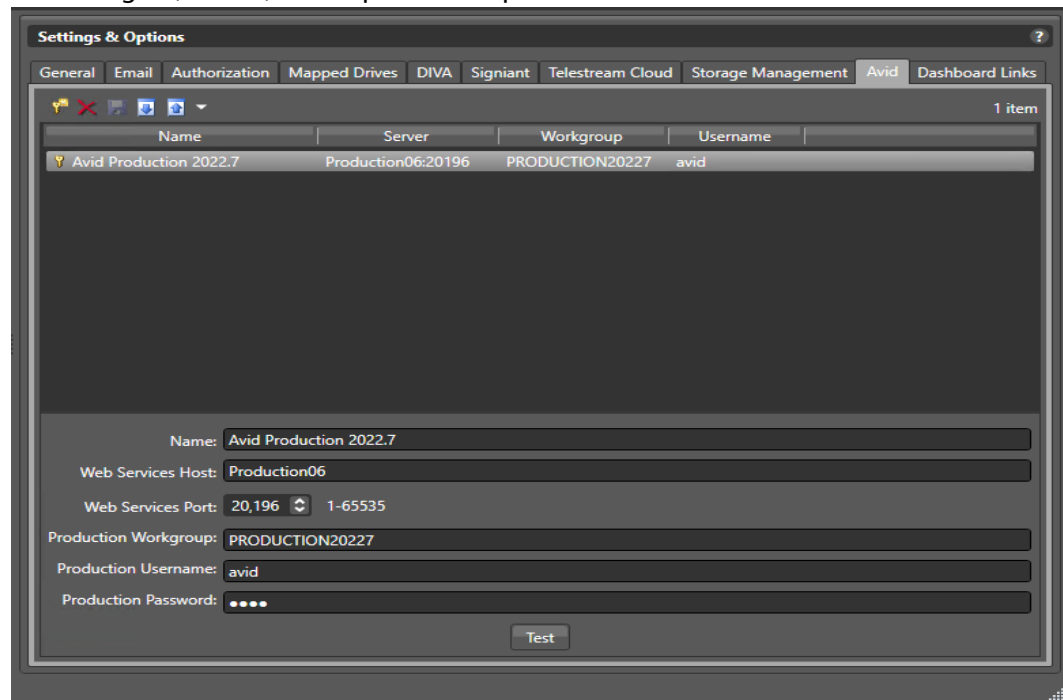 Settings & Options ?
General Email Authorization Mapped Drives DIVA Signiant Telestream Cloud Storage Management Avid Dashboard Links
1 item
Name Server Workgroup Username
Avid Production 2022.7 Production06:20196 PRODUCTION20227 avid
Name: Avid Production 2022.7
Web Services Host: Production06
Web Services Port: 20,196 1-65535
Production Workgroup: PRODUCTION20227
Production Username: avid
Production Password: ●●●●
Test